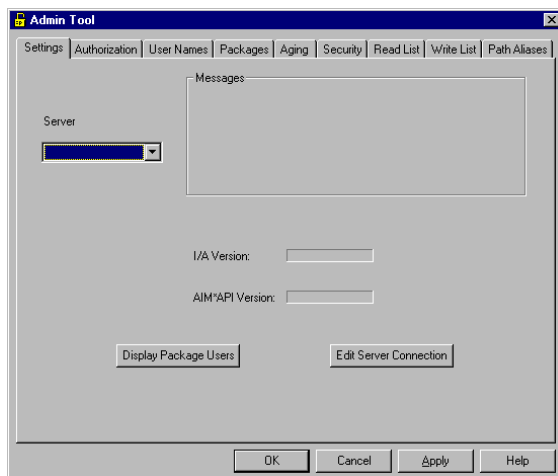 Admin Tool
Settings Authorization User Names Packages Aging Security Read List Write List Path Aliases
Messages
Server
I/A Version:
AIM*API Version:
Display Package Users Edit Server Connection
OK Cancel Apply Help